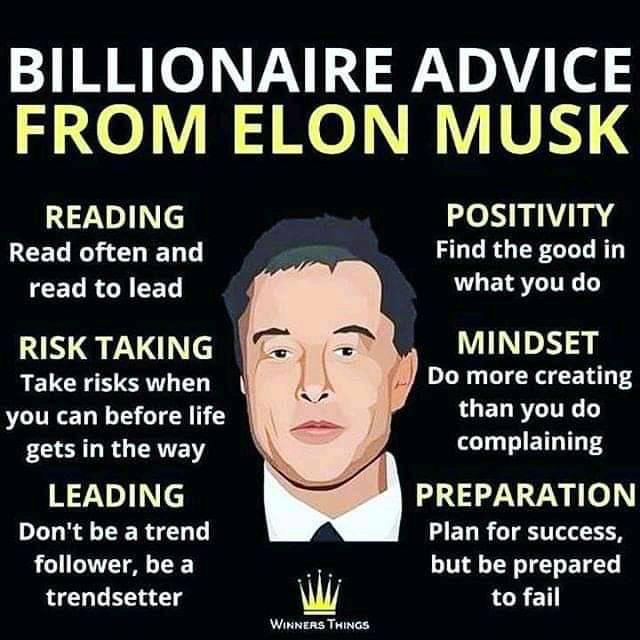 BILLIONAIRE ADVICE
FROM ELON MUSK
READING
Read often and
read to lead
RISK TAKING
Take risks when
you can before life
gets in the way
LEADING
Don't be a trend
follower, be a
trendsetter
POSITIVITY
Find the good in
what you do
MINDSET
Do more creating
than you do
complaining
PREPARATION
Plan for success,
but be prepared
to fail
WINNERS THINGS